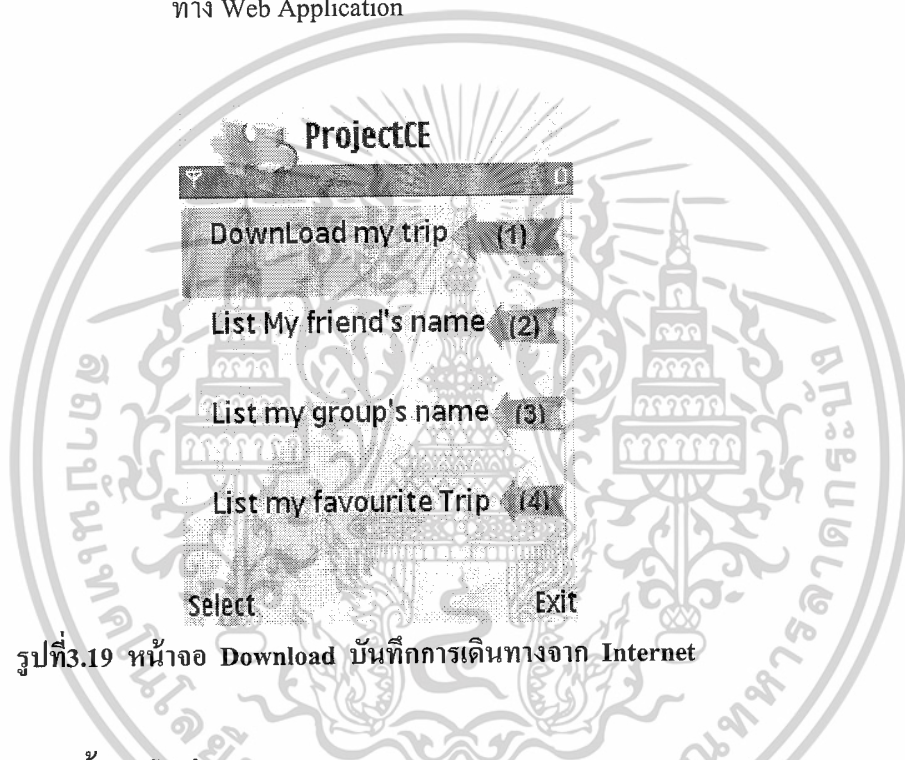 ทาง Web Application
ProjectCE
DownLoad my trip (1)
List My friend's name (2)
List my group's name (3)
List my favourite Trip (4)
Select Exit
รูปที่3.19 หน้าจอ Download บันทึกการเดินทางจาก Internet